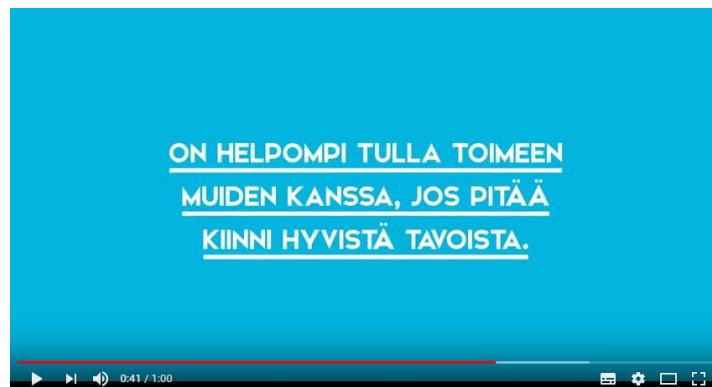 ON HELPOMPI TULLA TOIMEEN
MUIDEN KANSSA, JOS PITÄÄ
KIINNI HYVISTÄ TAVOISTA.
0:41 / 1:00